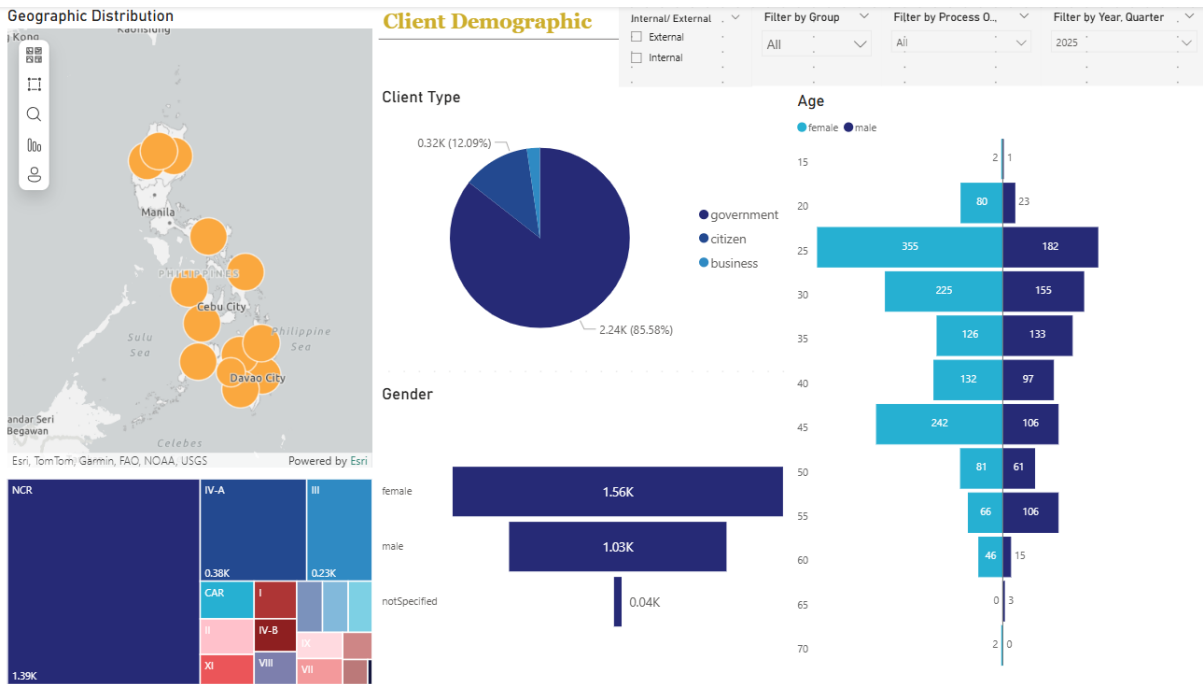 Geographic Distribution
Kaohsiung
g Kong
Manila
PHILIPPINES
Cebu City
Sulu
Sea
Philippine
Sea
Davao City
andar Seri
Begawan
Celebes
Esri, TomTom, Garmin, FAO, NOAA, USGS
Powered by Esri
NCR
1.39K
IV-A
0.38K
III
0.23K
CAR
I
II
IV-B
IX
XI
VIII
VII
Client Demographic
Internal/ External
External
Internal
Filter by Group
All
Filter by Process O..,
All
Filter by Year, Quarter
2025
Client Type
0.32K (12.09%)
2.24K (85.58%)
government
citizen
business
Gender
female
1.56K
male
1.03K
notSpecified
0.04K
Age
female male
15 2 1
20 80 23
25 355 182
30 225 155
35 126 133
40 132 97
45 242 106
50 81 61
55 66 106
60 46 15
65 0 3
70 2 0